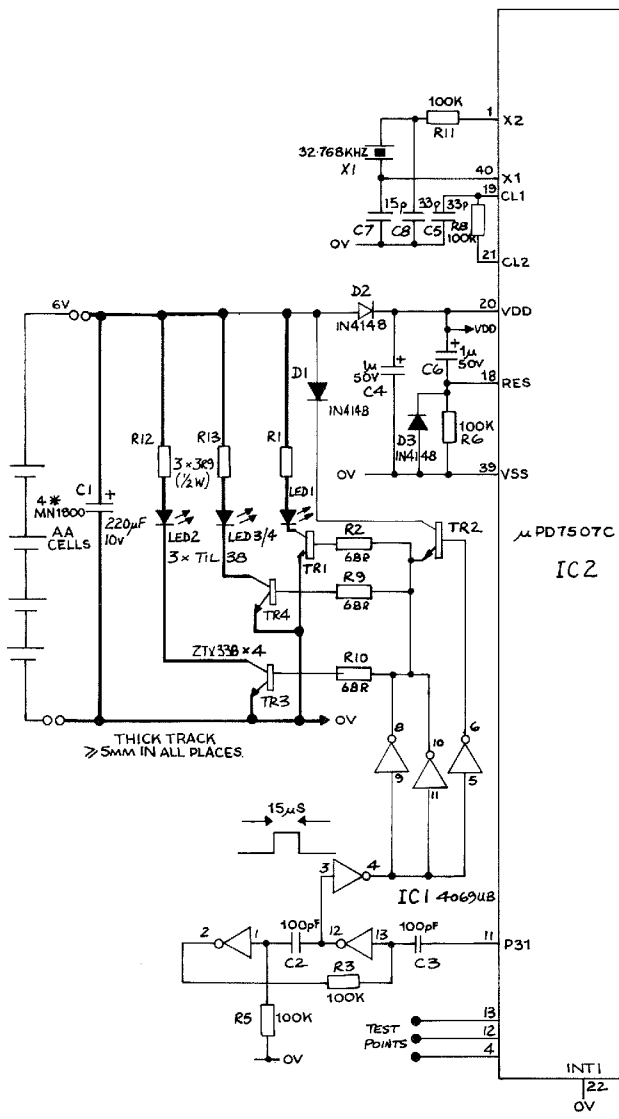 100K
R11
1
X2
32.768KHZ
X1
40
X1
19
CL1
15p
33p
33p
C7
C8
C5
R8
100K
0V
21
CL2
6V
D2
1N4148
20
VDD
VDD
1µ
50V
C4
1µ
50V
C6
18
RES
D1
1N4148
D3
1N4148
100K
R6
0V
39
VSS
R12
R13
R1
3×3R9
(½W)
4*
MN1800
AA
CELLS
C1
220µF
10V
LED2
LED3/4
LED1
3×TIL 38
TR1
R2
68R
TR2
µPD7507C
IC2
TR4
R9
68R
ZTX338×4
TR3
R10
68R
0V
THICK TRACK
⩾5MM IN ALL PLACES.
8
9
10
11
6
5
15µS
3
4
IC1 4069UB
2
1
100pF
C2
12
13
100pF
C3
11
P31
R3
100K
R5
100K
0V
TEST
POINTS
13
12
4
INT1
22
0V